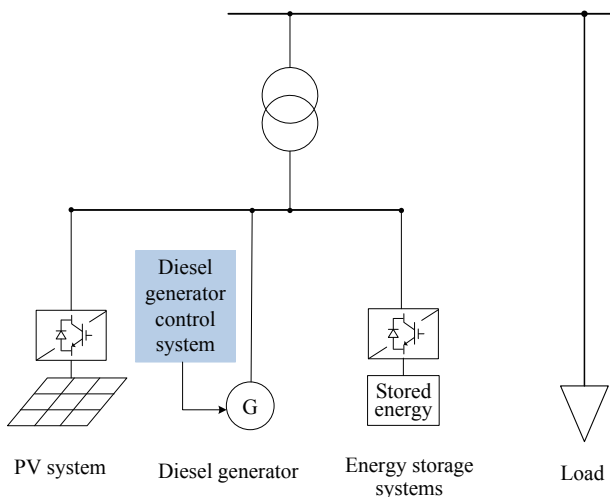 Diesel
generator
control
system
G
Stored
energy
PV system
Diesel generator
Energy storage
systems
Load